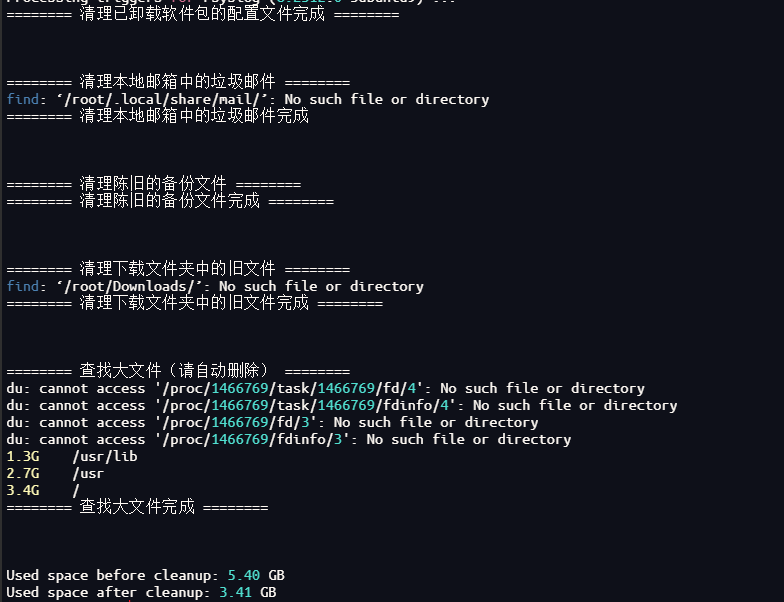 ======== 清理已卸载软件包的配置文件完成 ========
======== 清理本地邮箱中的垃圾邮件 ========
find: ‘/root/.local/share/mail/’: No such file or directory
======== 清理本地邮箱中的垃圾邮件完成
======== 清理陈旧的备份文件 ========
======== 清理陈旧的备份文件完成 ========
======== 清理下载文件夹中的旧文件 ========
find: ‘/root/Downloads/’: No such file or directory
======== 清理下载文件夹中的旧文件完成 ========
======== 查找大文件（请自动删除） ========
du: cannot access '/proc/1466769/task/1466769/fd/4': No such file or directory
du: cannot access '/proc/1466769/task/1466769/fdinfo/4': No such file or directory
du: cannot access '/proc/1466769/fd/3': No such file or directory
du: cannot access '/proc/1466769/fdinfo/3': No such file or directory
1.3G /usr/lib
2.7G /usr
3.4G /
======== 查找大文件完成 ========
Used space before cleanup: 5.40 GB
Used space after cleanup: 3.41 GB